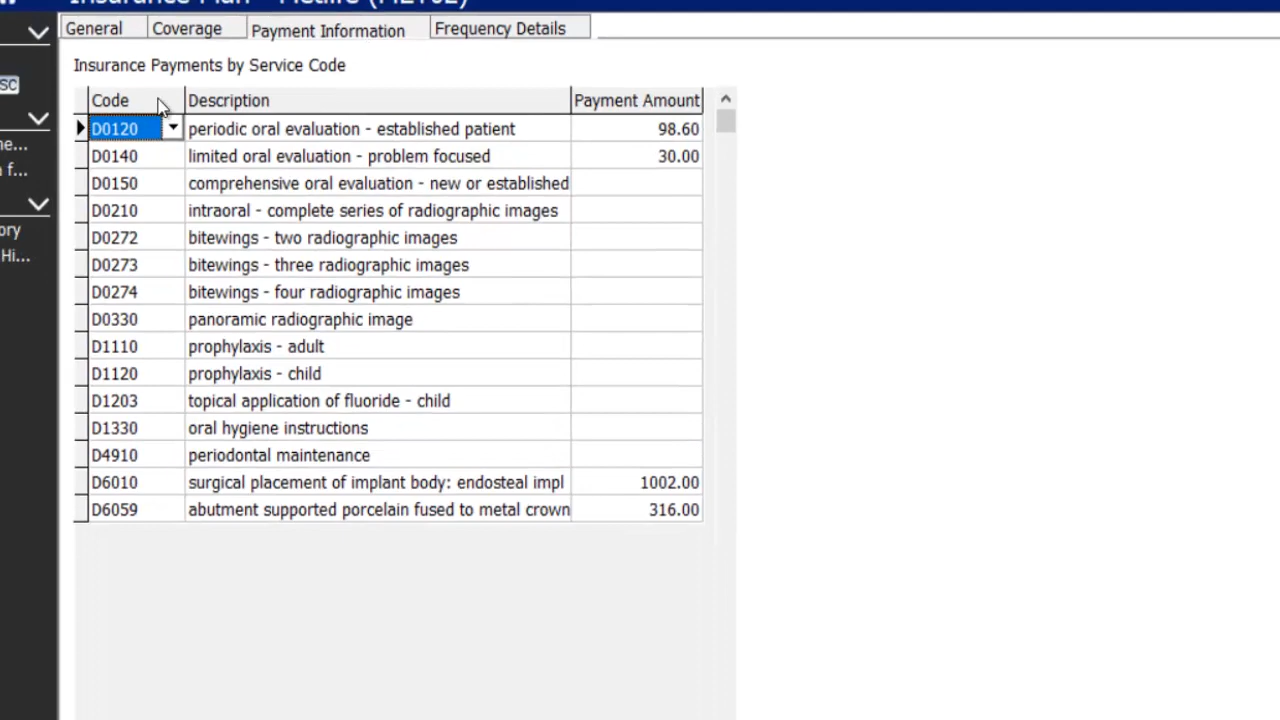 General Coverage Payment Information Frequency Details
Insurance Payments by Service Code
Code Description Payment Amount
D0120 periodic oral evaluation - established patient 98.60
D0140 limited oral evaluation - problem focused 30.00
D0150 comprehensive oral evaluation - new or established
D0210 intraoral - complete series of radiographic images
D0272 bitewings - two radiographic images
D0273 bitewings - three radiographic images
D0274 bitewings - four radiographic images
D0330 panoramic radiographic image
D1110 prophylaxis - adult
D1120 prophylaxis - child
D1203 topical application of fluoride - child
D1330 oral hygiene instructions
D4910 periodontal maintenance
D6010 surgical placement of implant body: endosteal impl 1002.00
D6059 abutment supported porcelain fused to metal crown 316.00
SC
ne...
f...
ory
Hi...